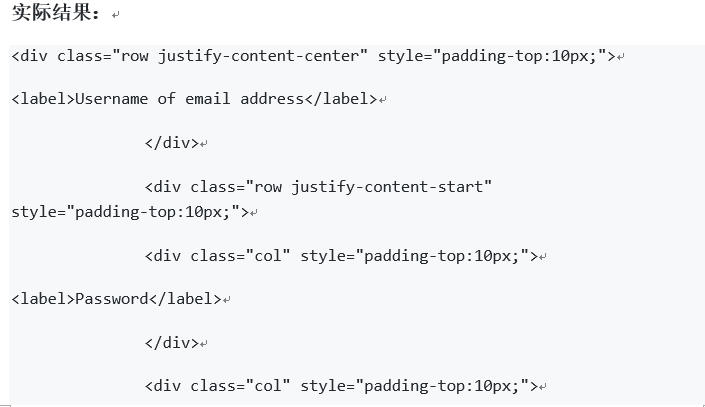 实际结果：
<div class="row justify-content-center" style="padding-top:10px;">
<label>Username of email address</label>
</div>
<div class="row justify-content-start"
style="padding-top:10px;">
<div class="col" style="padding-top:10px;">
<label>Password</label>
</div>
<div class="col" style="padding-top:10px;">